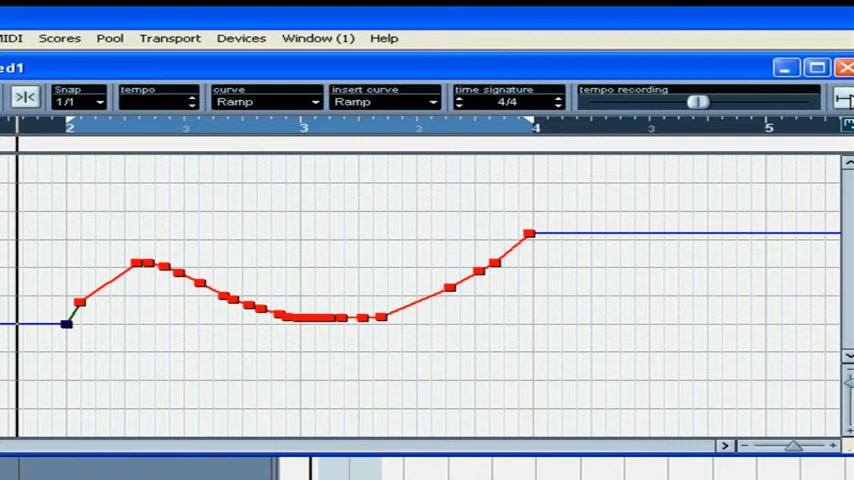 MIDI Scores Pool Transport Devices Window (1) Help
ed1
Snap tempo curve insert curve time signature tempo recording
1/1 Ramp Ramp 4/4
2 3 3 3 4 3 5